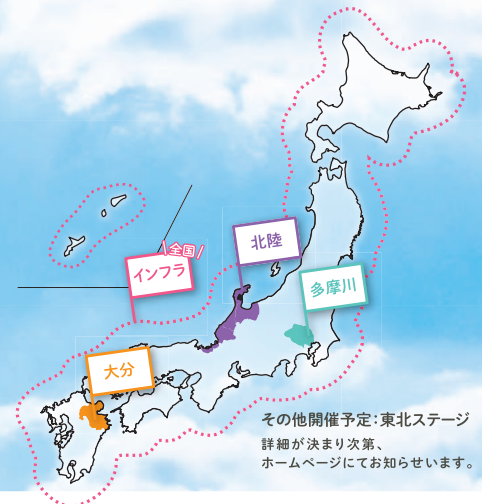 北陸
\全国/
インフラ
多摩川
大分
その他開催予定:東北ステージ
詳細が決まり次第、
ホームページにてお知らせいます。